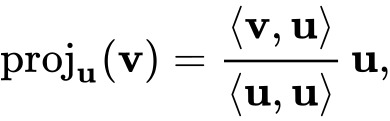 proj_𝐮(𝐯) = ⟨𝐯, 𝐮⟩ / ⟨𝐮, 𝐮⟩ 𝐮,